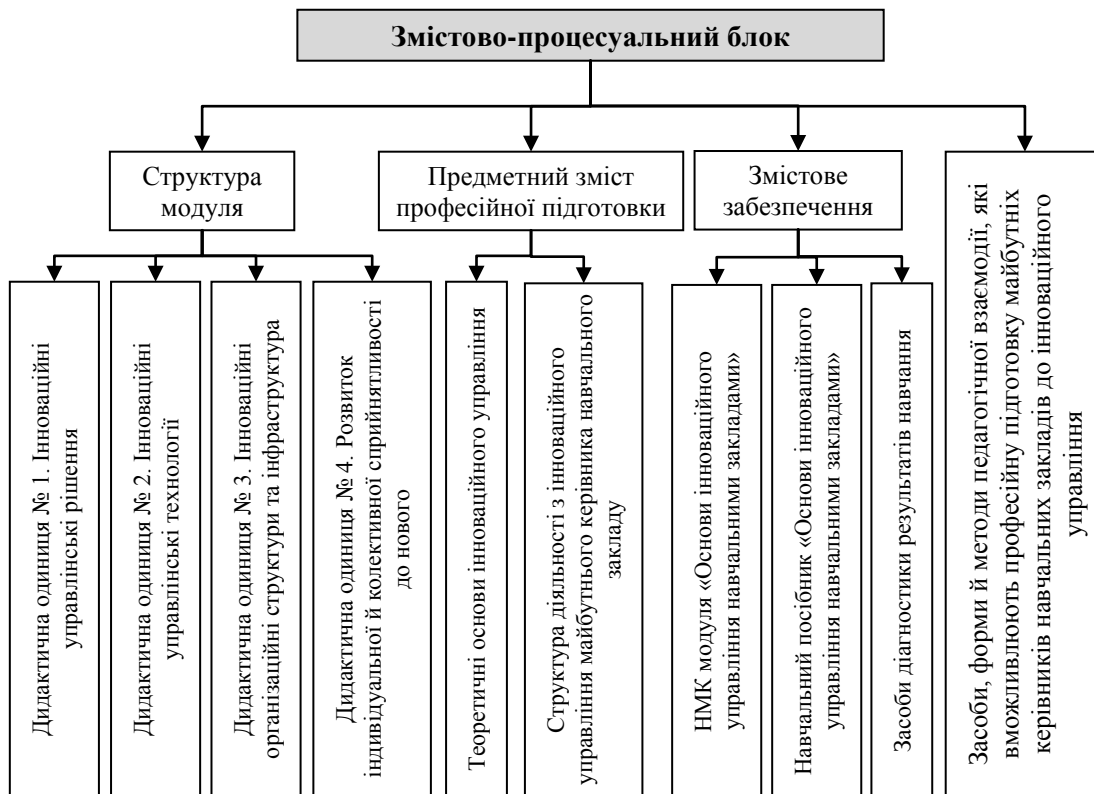 Змістово-процесуальний блок
Структура
модуля
Предметний зміст
професійної підготовки
Змістове
забезпечення
Дидактична одиниця № 1. Інноваційні
управлінські рішення
Дидактична одиниця № 2. Інноваційні
управлінські технології
Дидактична одиниця № 3. Інноваційні
організаційні структури та інфраструктура
Дидактична одиниця № 4. Розвиток
індивідуальної й колективної сприйнятливості
до нового
Теоретичні основи інноваційного управління
Структура діяльності з інноваційного
управління майбутнього керівника навчального
закладу
НМК модуля «Основи інноваційного
управління навчальними закладами»
Навчальний посібник «Основи інноваційного
управління навчальними закладами»
Засоби діагностики результатів навчання
Засоби, форми й методи педагогічної взаємодії, які
вможливлюють професійну підготовку майбутніх
керівників навчальних закладів до інноваційного
управління